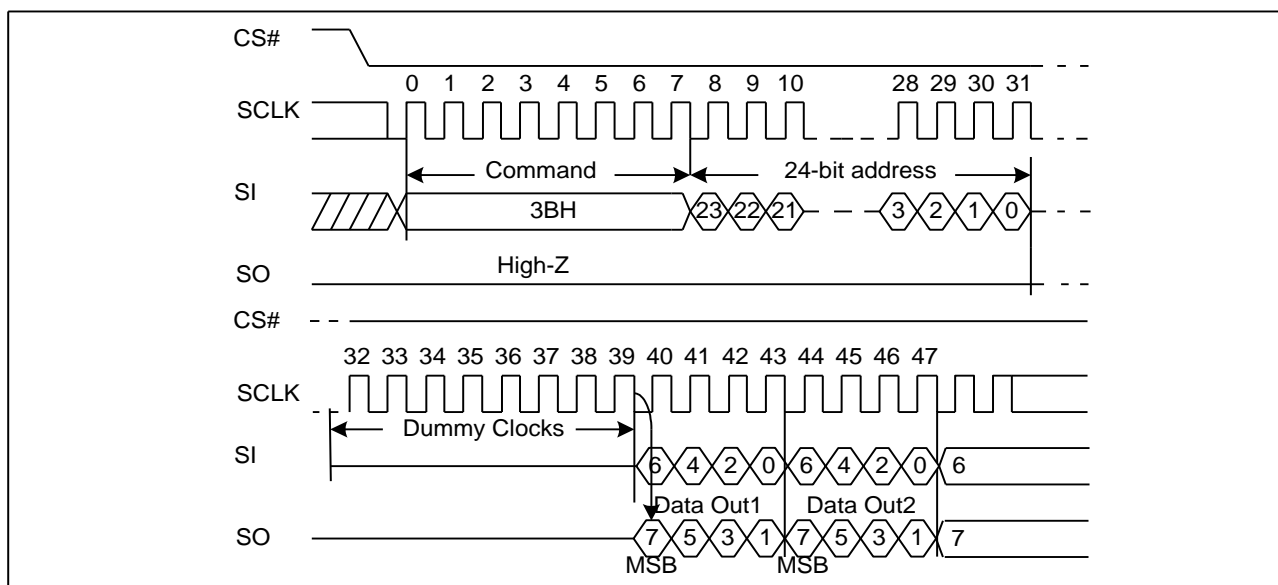 CS#
0 1 2 3 4 5 6 7 8 9 10 28 29 30 31
SCLK
Command 24-bit address
SI
3BH 23 22 21 3 2 1 0
High-Z
SO
CS#
32 33 34 35 36 37 38 39 40 41 42 43 44 45 46 47
SCLK
Dummy Clocks
SI
6 4 2 0 6 4 2 0 6
Data Out1 Data Out2
SO
7 5 3 1 7 5 3 1 7
MSB MSB